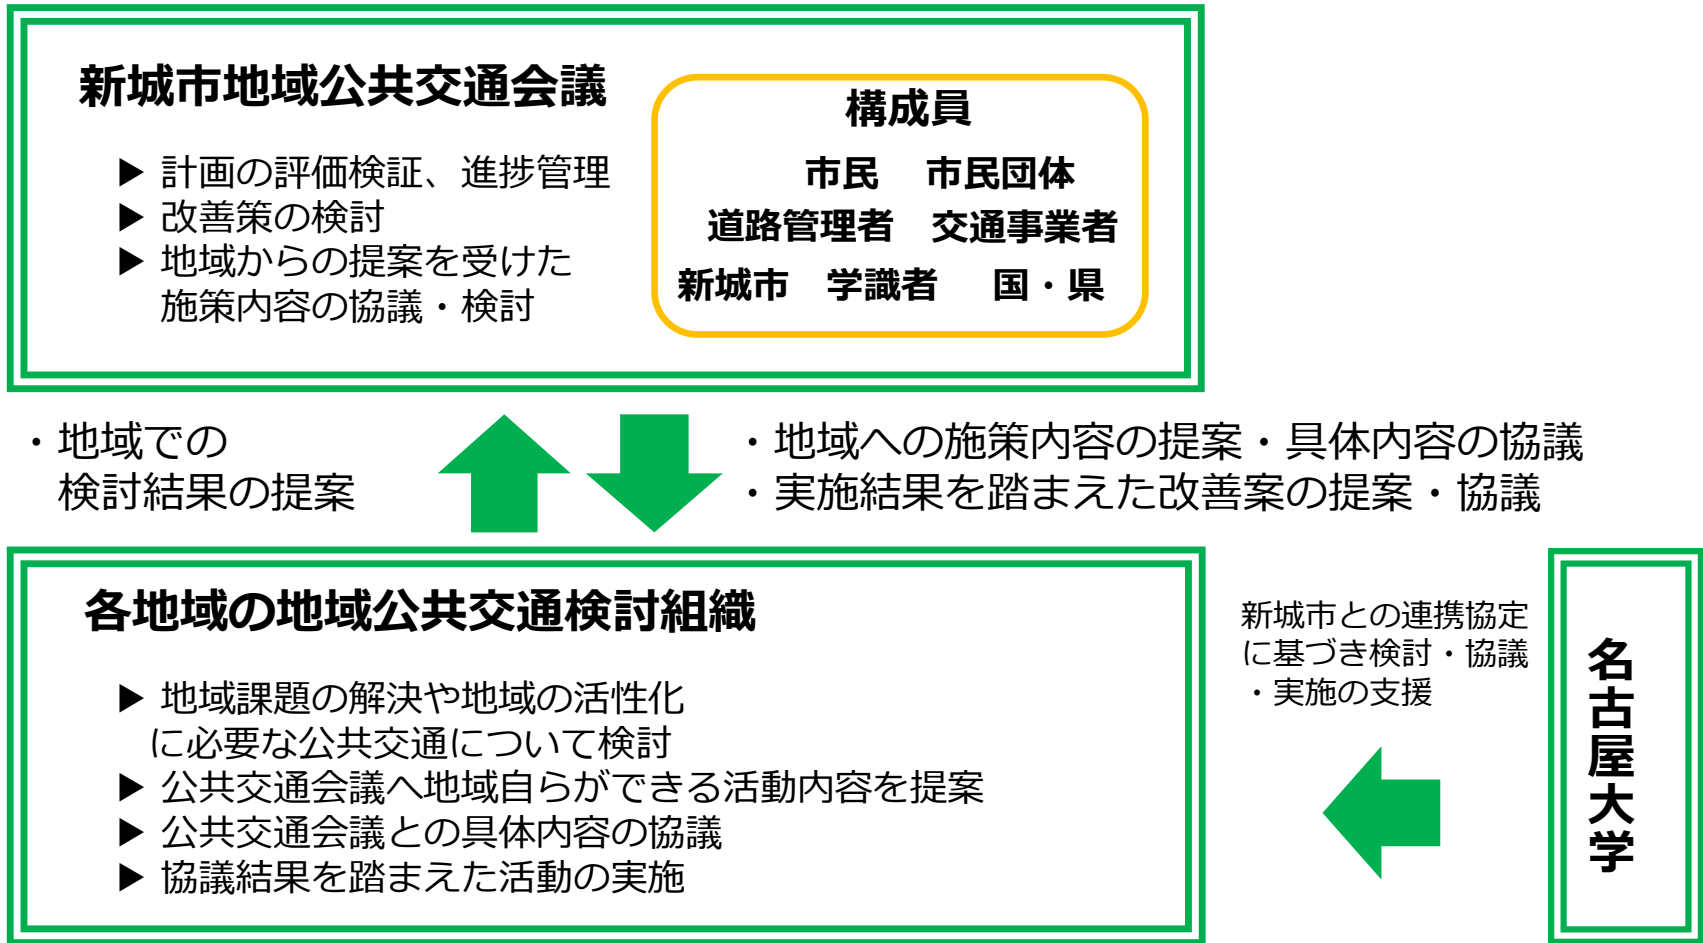 新城市地域公共交通会議
▶ 計画の評価検証、進捗管理
▶ 改善策の検討
▶ 地域からの提案を受けた
施策内容の協議・検討
構成員
市民　市民団体
道路管理者　交通事業者
新城市　学識者　国・県
・地域での
検討結果の提案
・地域への施策内容の提案・具体内容の協議
・実施結果を踏まえた改善案の提案・協議
各地域の地域公共交通検討組織
▶ 地域課題の解決や地域の活性化
に必要な公共交通について検討
▶ 公共交通会議へ地域自らができる活動内容を提案
▶ 公共交通会議との具体内容の協議
▶ 協議結果を踏まえた活動の実施
新城市との連携協定
に基づき検討・協議
・実施の支援
名古屋大学